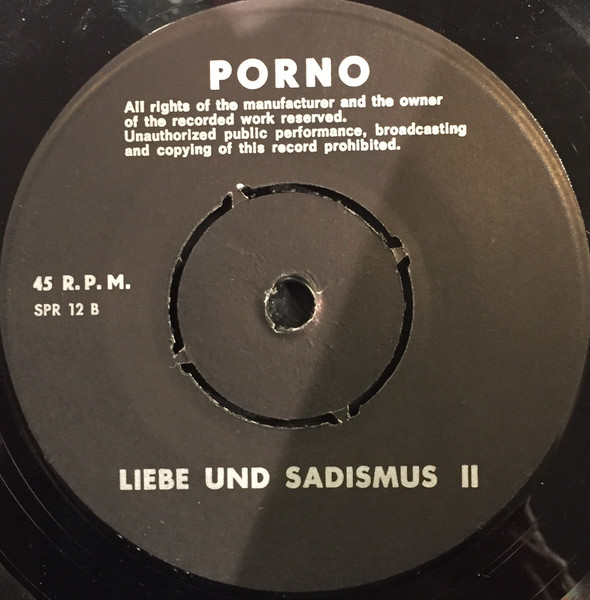 PORNO
All rights of the manufacturer and the owner
of the recorded work reserved.
Unauthorized public performance, broadcasting
and copying of this record prohibited.
45 R.P.M.
SPR 12 B
LIEBE UND SADISMUS II